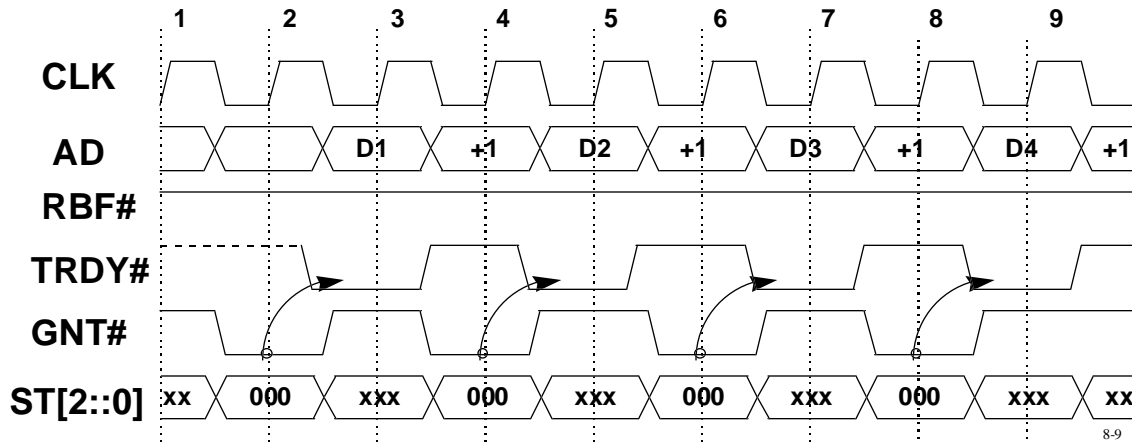 1 2 3 4 5 6 7 8 9
CLK
AD D1 +1 D2 +1 D3 +1 D4 +1
RBF#
TRDY#
GNT#
ST[2::0] xx 000 xxx 000 xxx 000 xxx 000 xxx xx
8-9